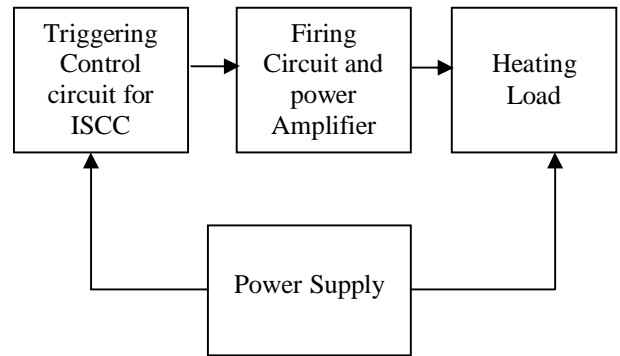 Triggering
Control
circuit for
ISCC
Firing
Circuit and
power
Amplifier
Heating
Load
Power Supply